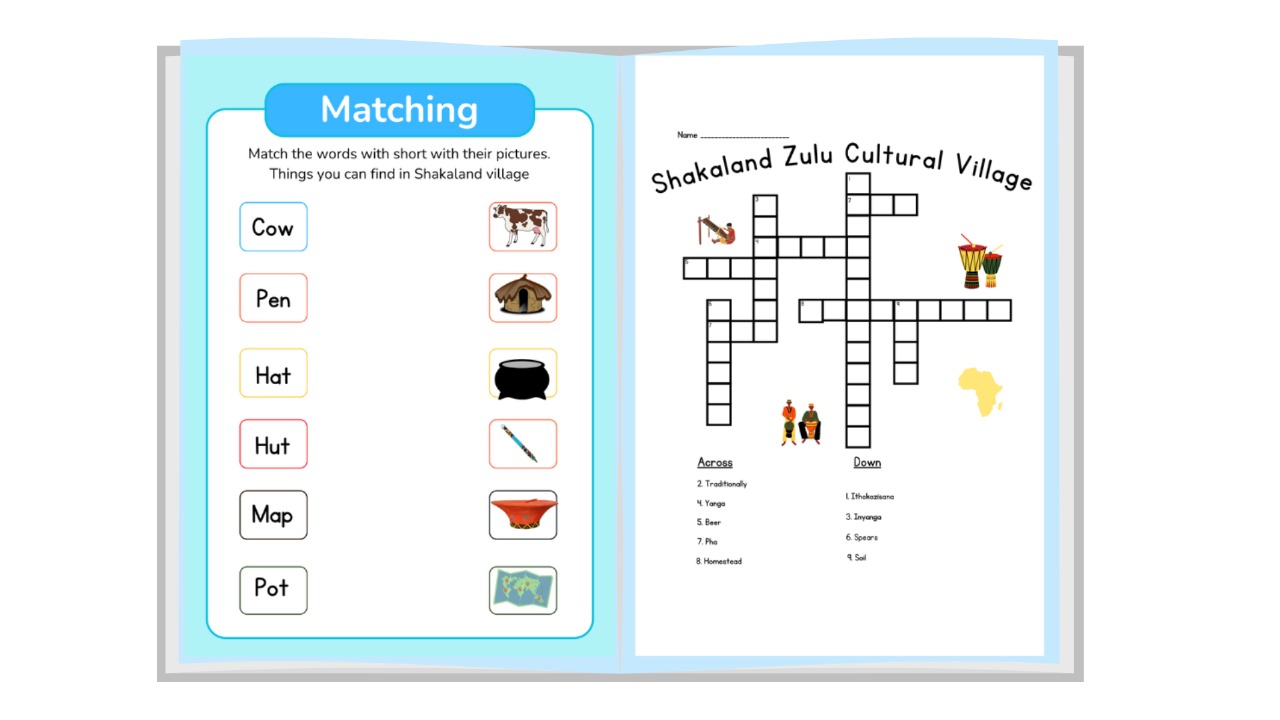 Matching
Match the words with short with their pictures.
Things you can find in Shakaland village
Cow
Pen
Hat
Hut
Map
Pot
Name
Shakaland Zulu Cultural Village
Across
2. Traditionally
4. Yanga
5. Beer
7. Pha
8. Homestead
Down
1. Ithokazisana
3. Inyanga
6. Spears
9. Soil